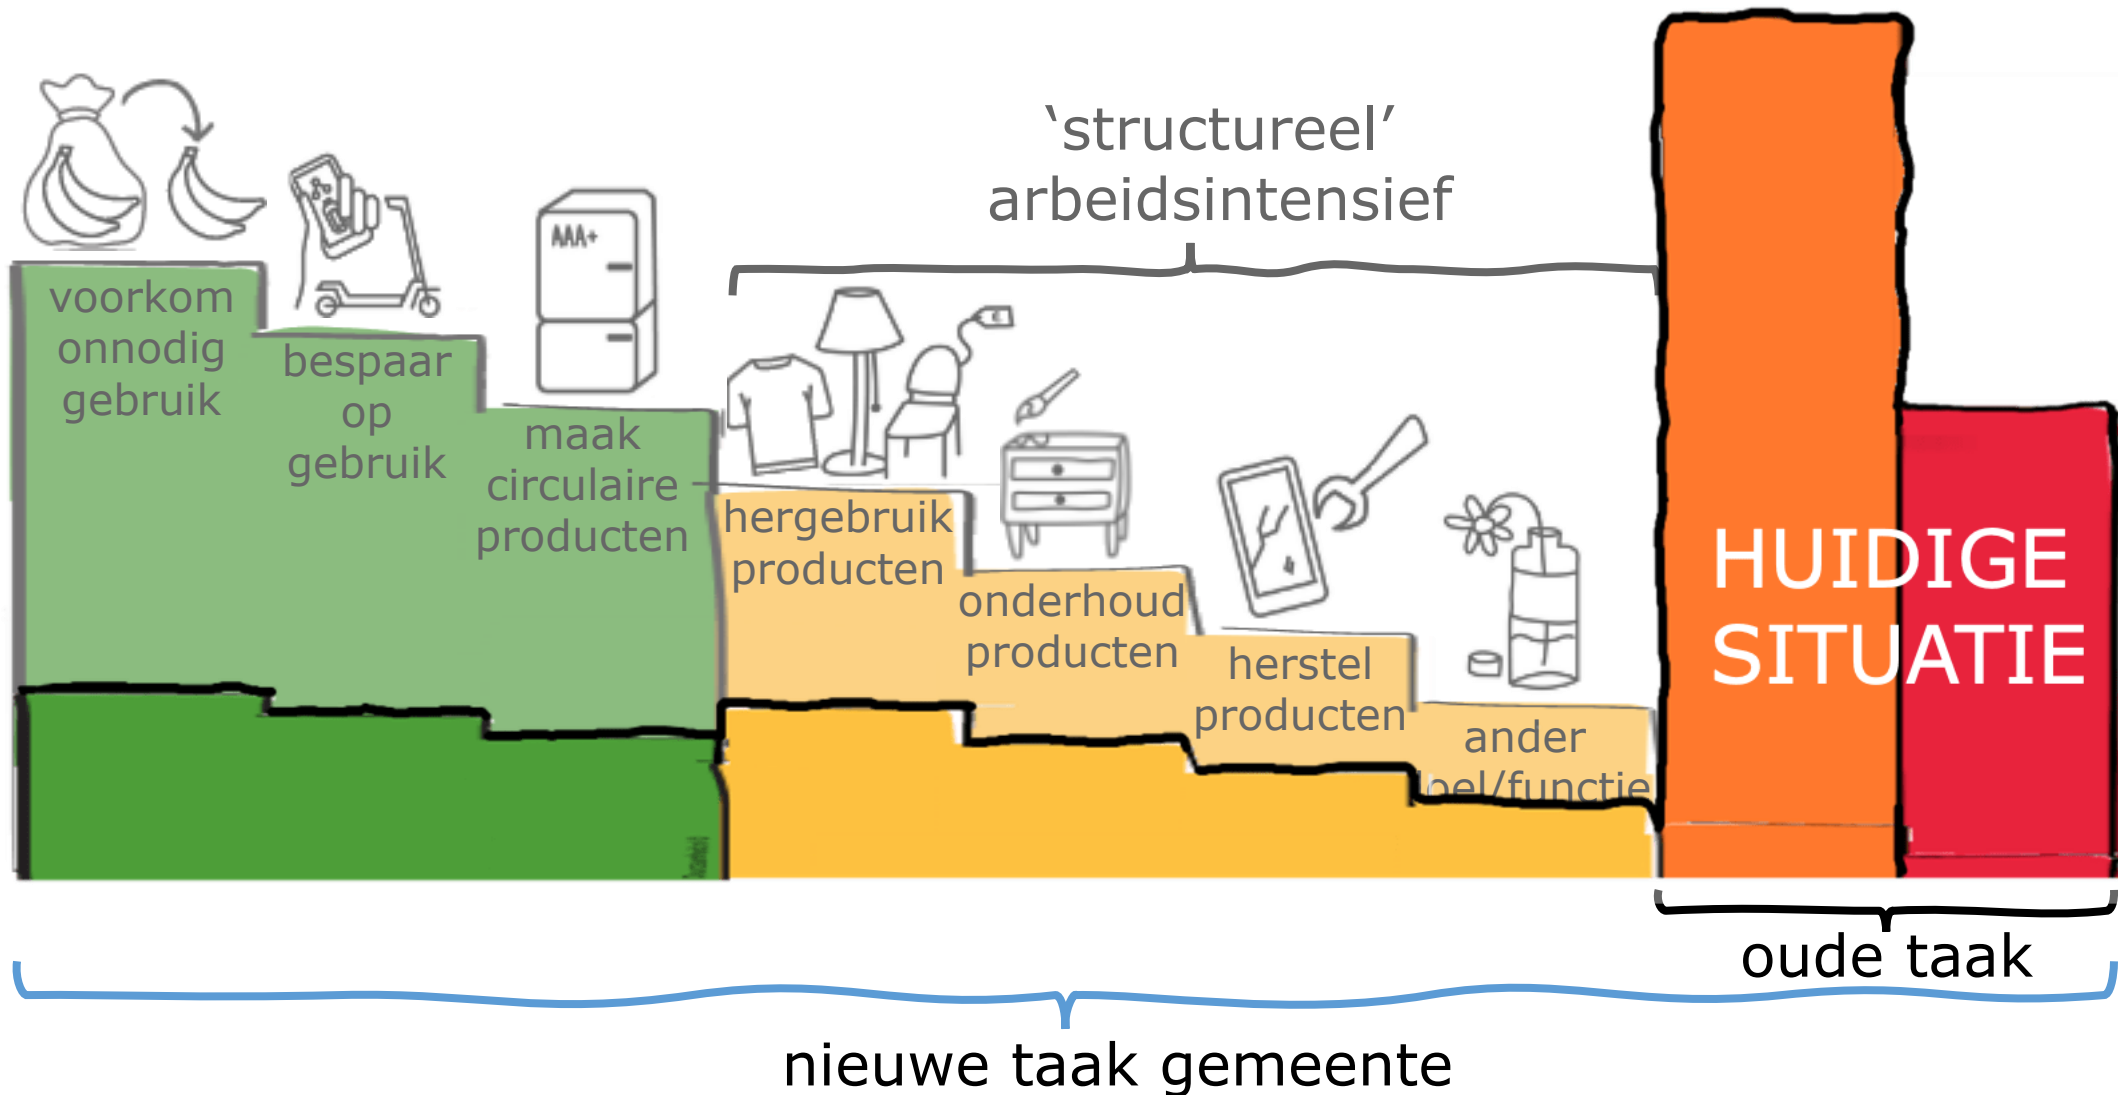 ‘structureel’
arbeidsintensief
AAA+
voorkom
onnodig
gebruik
bespaar
op
gebruik
maak
circulaire
producten
hergebruik
producten
onderhoud
producten
herstel
producten
ander
HUIDIGE
SITUATIE
oude taak
nieuwe taak gemeente